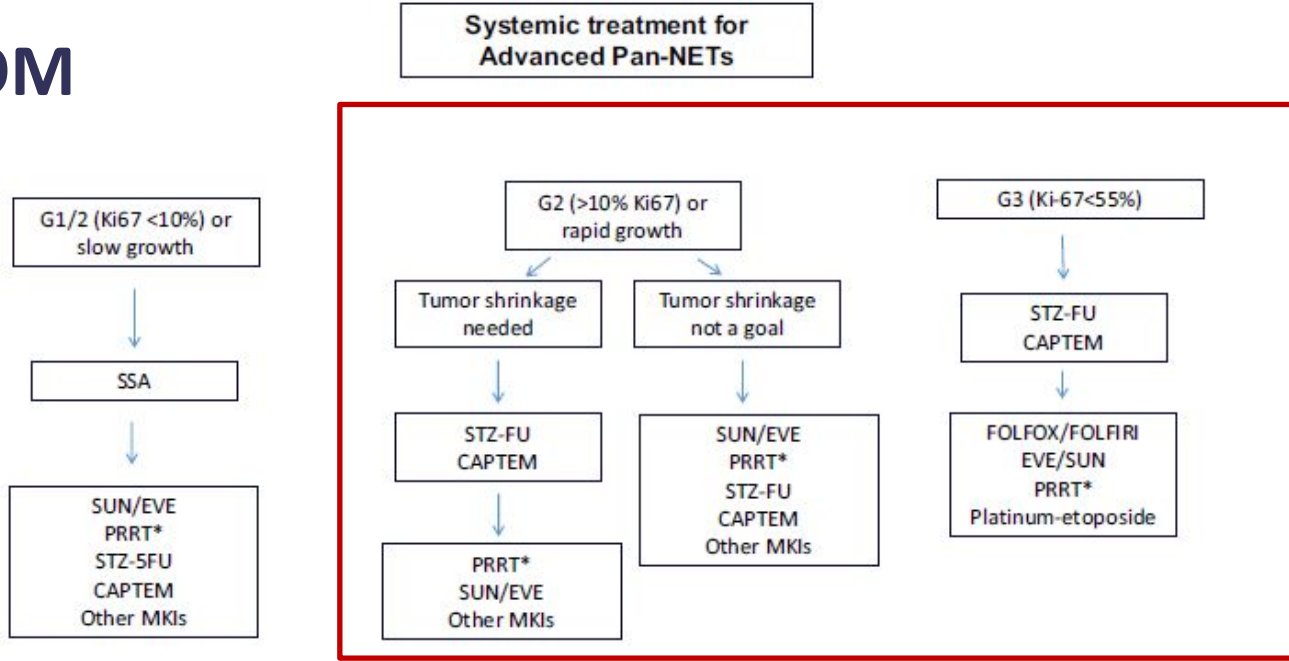 OM
Systemic treatment for
Advanced Pan-NETs
G1/2 (Ki67 <10%) or
slow growth
SSA
SUN/EVE
PRRT*
STZ-5FU
CAPTEM
Other MKIs
G2 (>10% Ki67) or
rapid growth
Tumor shrinkage
needed
STZ-FU
CAPTEM
PRRT*
SUN/EVE
Other MKIs
Tumor shrinkage
not a goal
SUN/EVE
PRRT*
STZ-FU
CAPTEM
Other MKIs
G3 (Ki-67<55%)
STZ-FU
CAPTEM
FOLFOX/FOLFIRI
EVE/SUN
PRRT*
Platinum-etoposide